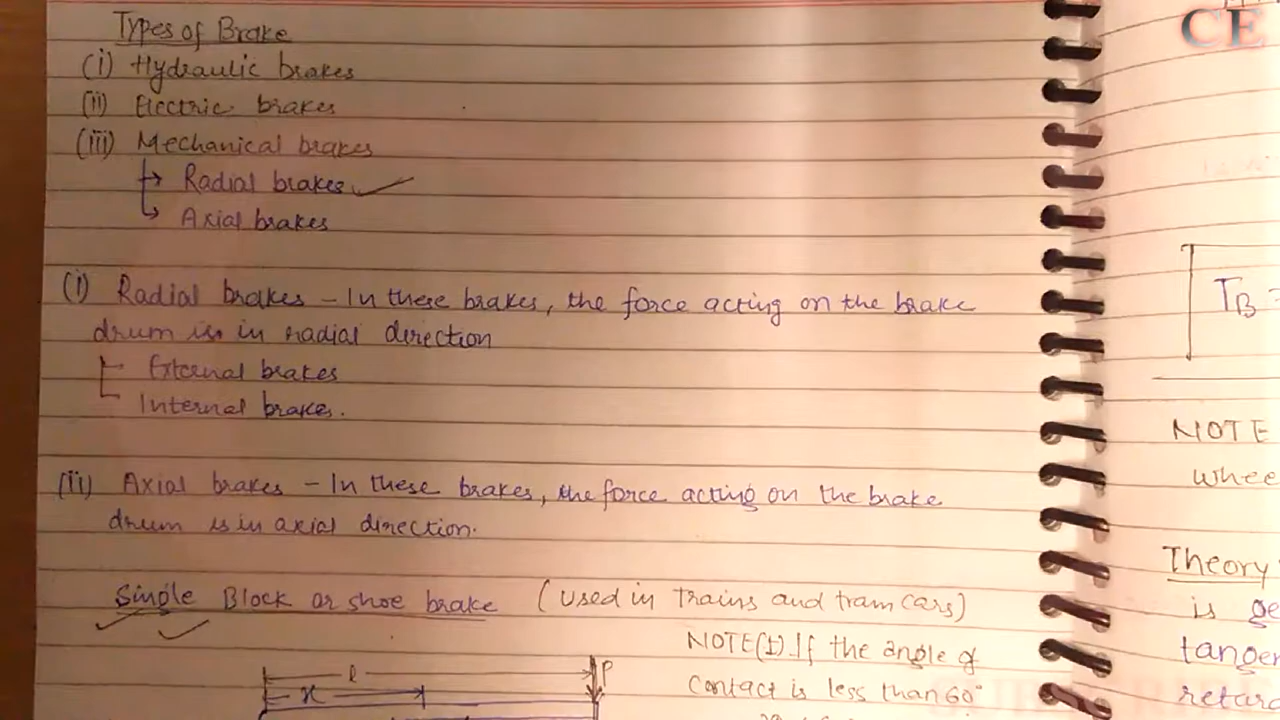 Types of Brake
(i) Hydraulic brakes
(ii) Electric brakes
(iii) Mechanical brakes
→ Radial brakes ✓
→ Axial brakes
(i) Radial brakes - In these brakes, the force acting on the brake
drum is in radial direction
External brakes
Internal brakes.
(ii) Axial brakes - In these brakes, the force acting on the brake
drum is in axial direction.
Simple Block or shoe brake (used in trains and tram cars)
NOTE(1). If the angle of
contact is less than 60°
l
P
x
CE
TB =
NOTE
whee
Theory
is ge
tangen
retard